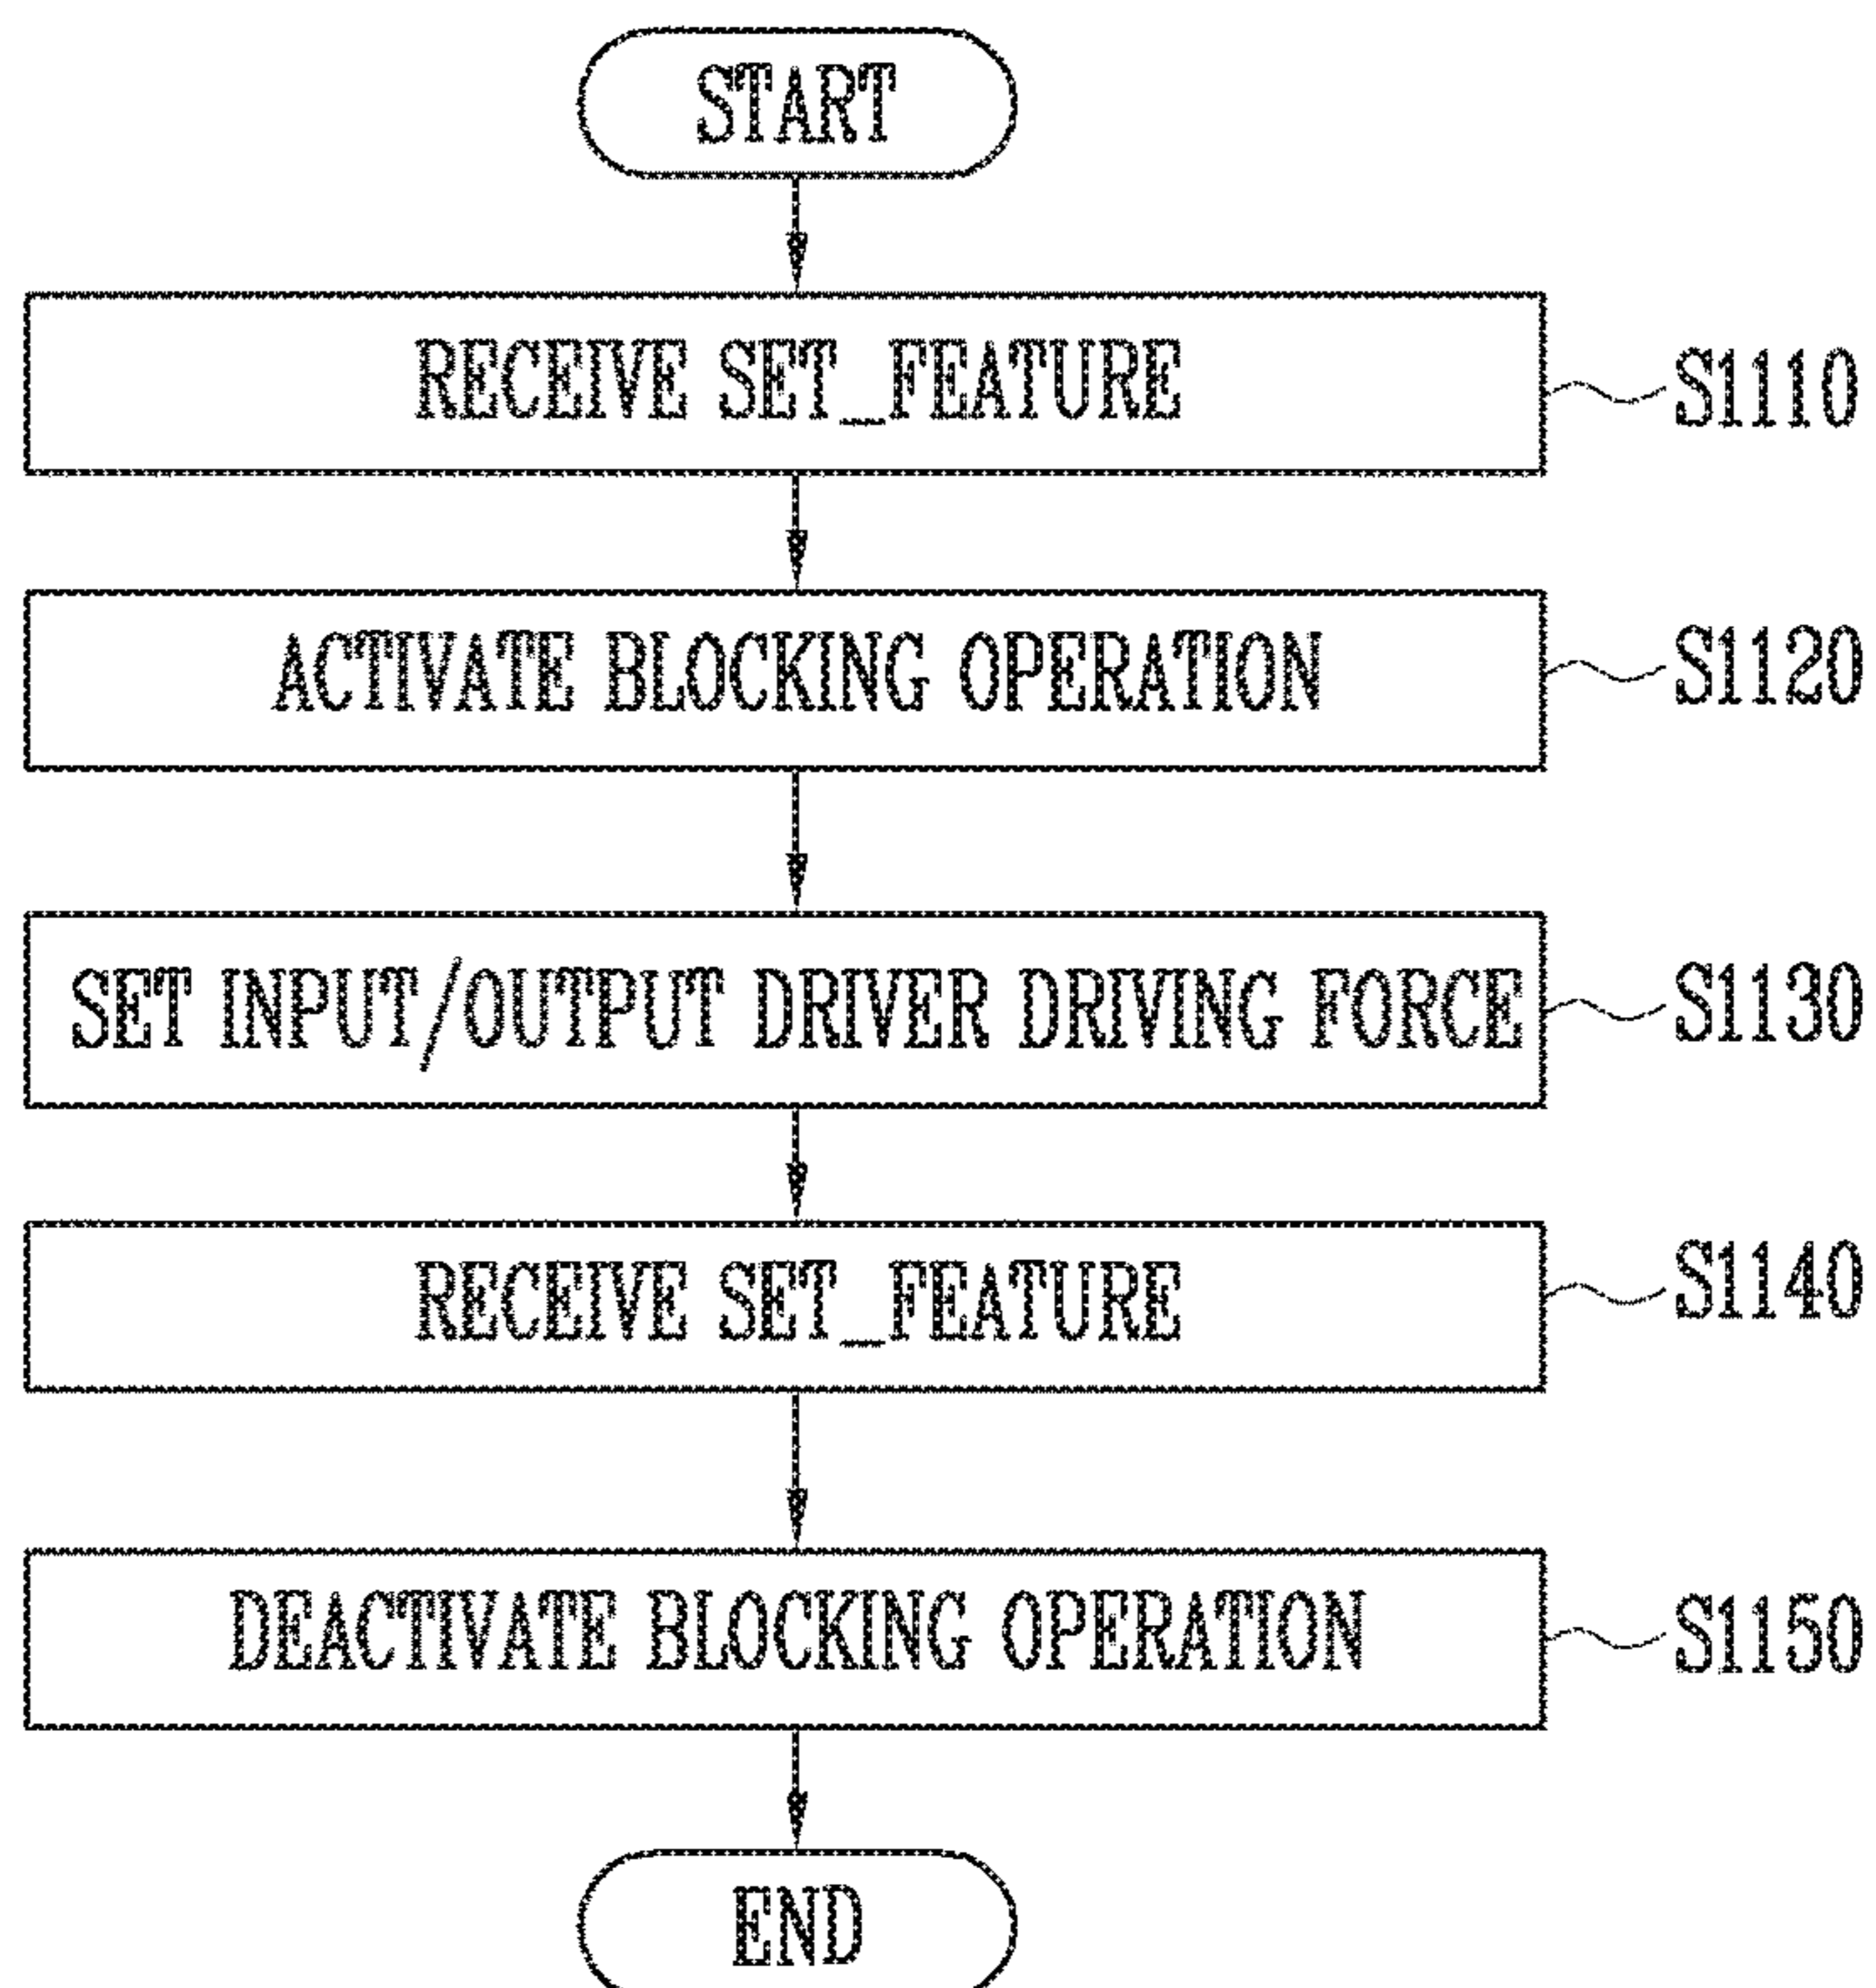 START
RECEIVE SET_FEATURE
S1110
ACTIVATE BLOCKING OPERATION
S1120
SET INPUT/OUTPUT DRIVER DRIVING FORCE
S1130
RECEIVE SET_FEATURE
S1140
DEACTIVATE BLOCKING OPERATION
S1150
END